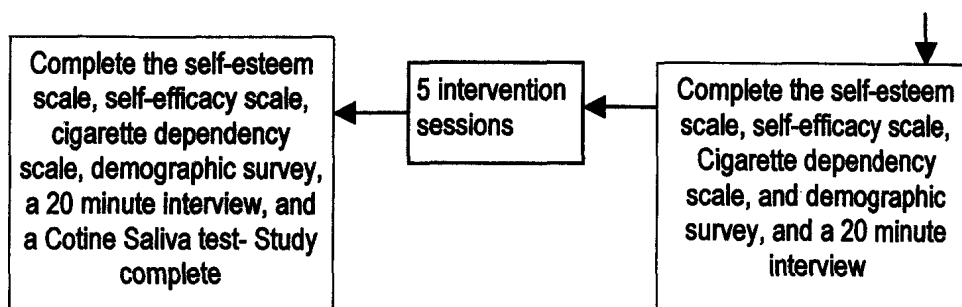 Complete the self-esteem
scale, self-efficacy scale,
cigarette dependency
scale, demographic survey,
a 20 minute interview, and
a Cotine Saliva test- Study
complete
5 intervention
sessions
Complete the self-esteem
scale, self-efficacy scale,
Cigarette dependency
scale, and demographic
survey, and a 20 minute
interview